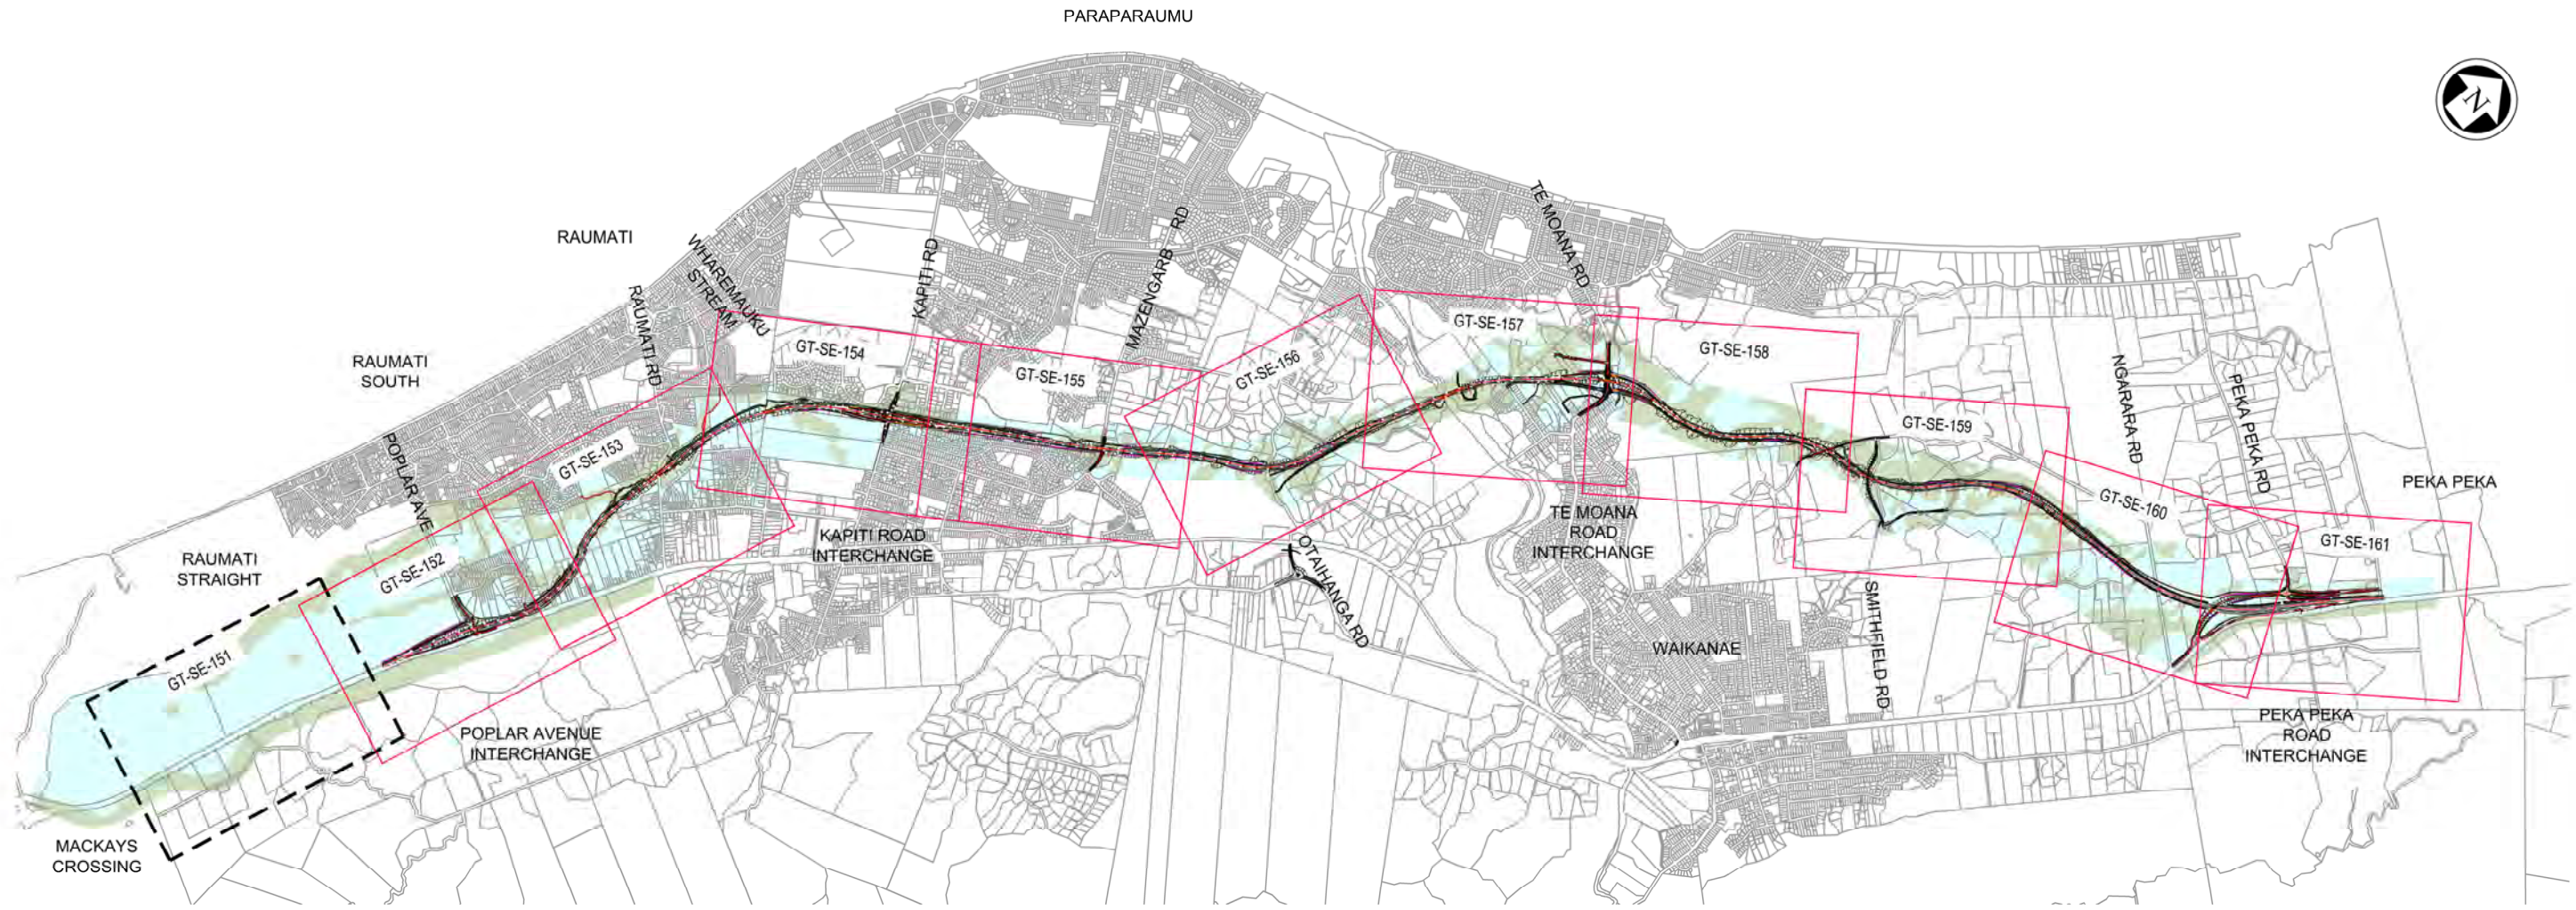 PARAPARAUMU
N
RAUMATI
WHAREMAUKU
STREAM
RAUMATI RD
KAPITI RD
MAZENGARB RD
TE MOANA RD
RAUMATI
SOUTH
POPLAR AVE
GT-SE-153
GT-SE-154
GT-SE-155
GT-SE-156
GT-SE-157
GT-SE-158
GT-SE-159
NGARARA RD
PEKA PEKA RD
GT-SE-160
PEKA PEKA
GT-SE-161
RAUMATI
STRAIGHT
GT-SE-152
GT-SE-151
KAPITI ROAD
INTERCHANGE
OTAIHANGA RD
TE MOANA
ROAD
INTERCHANGE
WAIKANAE
SMITHFIELD RD
POPLAR AVENUE
INTERCHANGE
PEKA PEKA
ROAD
INTERCHANGE
MACKAYS
CROSSING